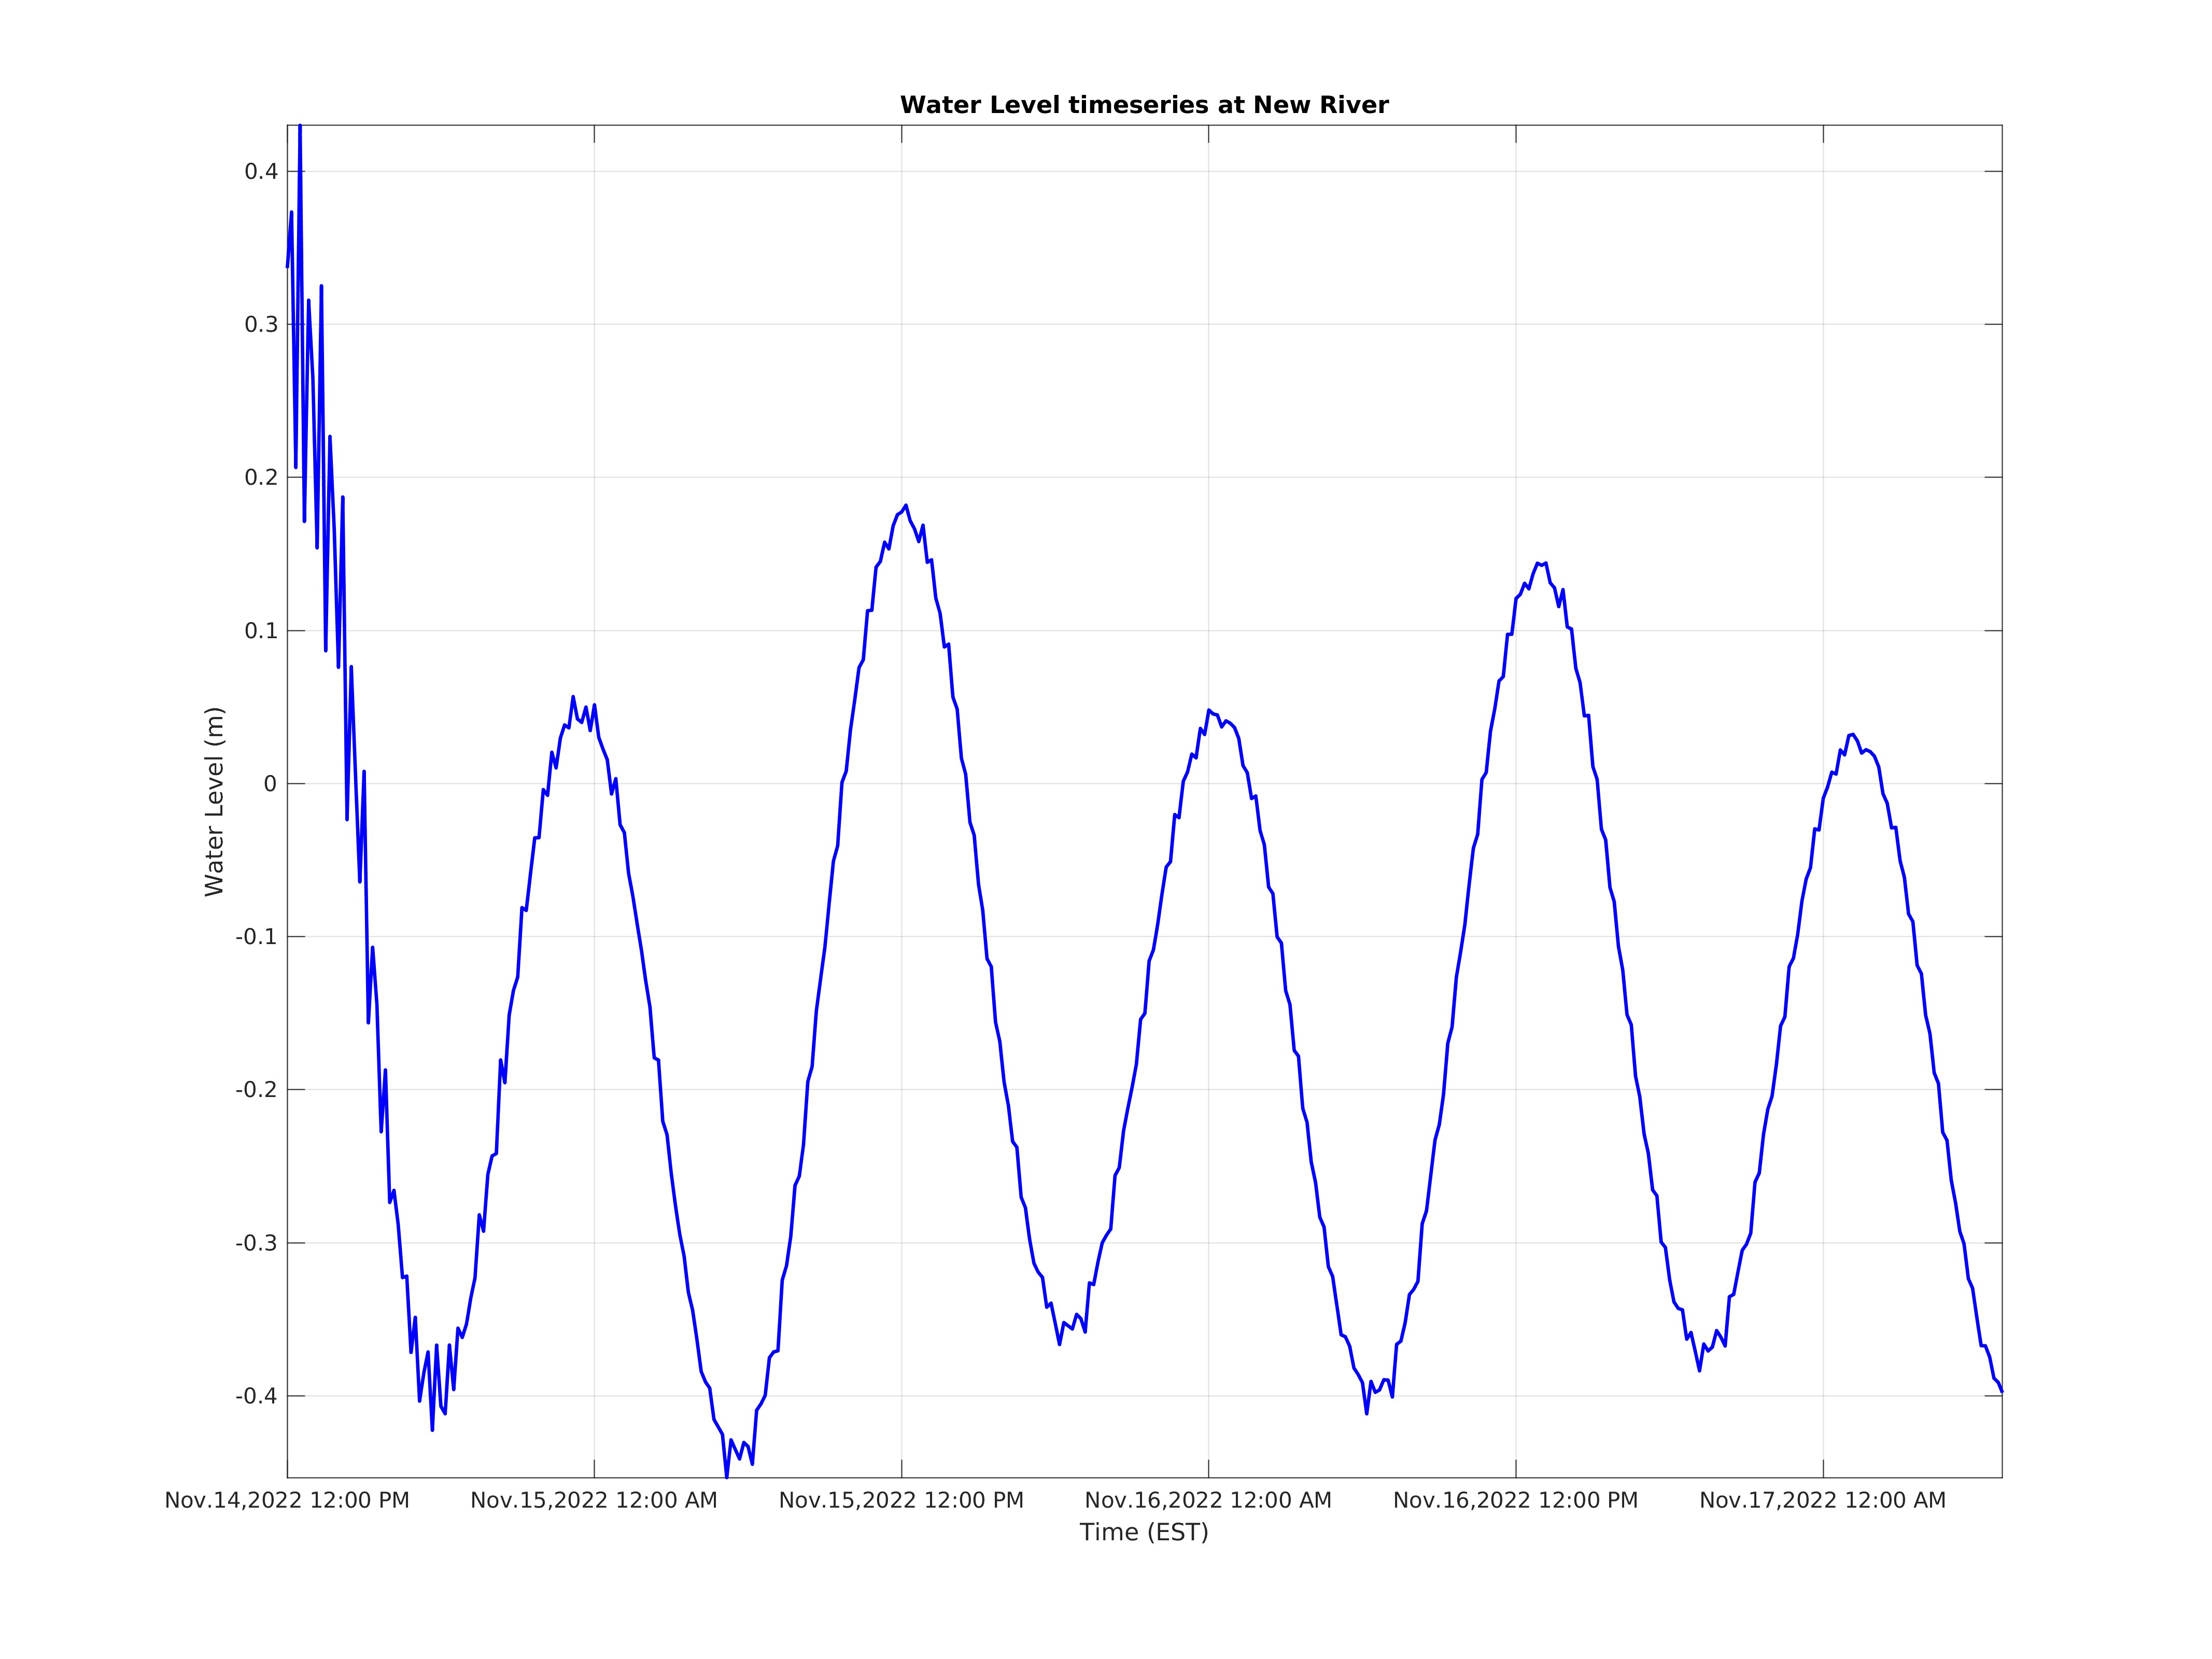 Water Level timeseries at New River
0.4
0.3
0.2
0.1
0
-0.1
-0.2
-0.3
-0.4
Water Level (m)
Nov.14,2022 12:00 PM
Nov.15,2022 12:00 AM
Nov.15,2022 12:00 PM
Nov.16,2022 12:00 AM
Nov.16,2022 12:00 PM
Nov.17,2022 12:00 AM
Time (EST)